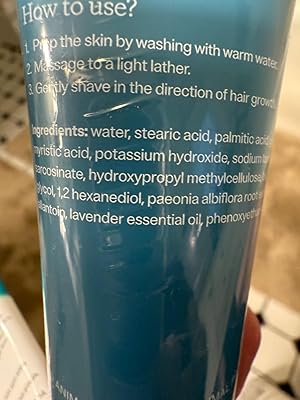 How to use?
1. Prep the skin by washing with warm water.
2. Massage to a light lather.
3. Gently shave in the direction of hair growth
Ingredients: water, stearic acid, palmitic
myristic acid, potassium hydroxide, sodium
sarcosinate, hydroxypropyl methylcellulose,
glycol, 1,2 hexanediol, paeonia albiflora root
allantoin, lavender essential oil,